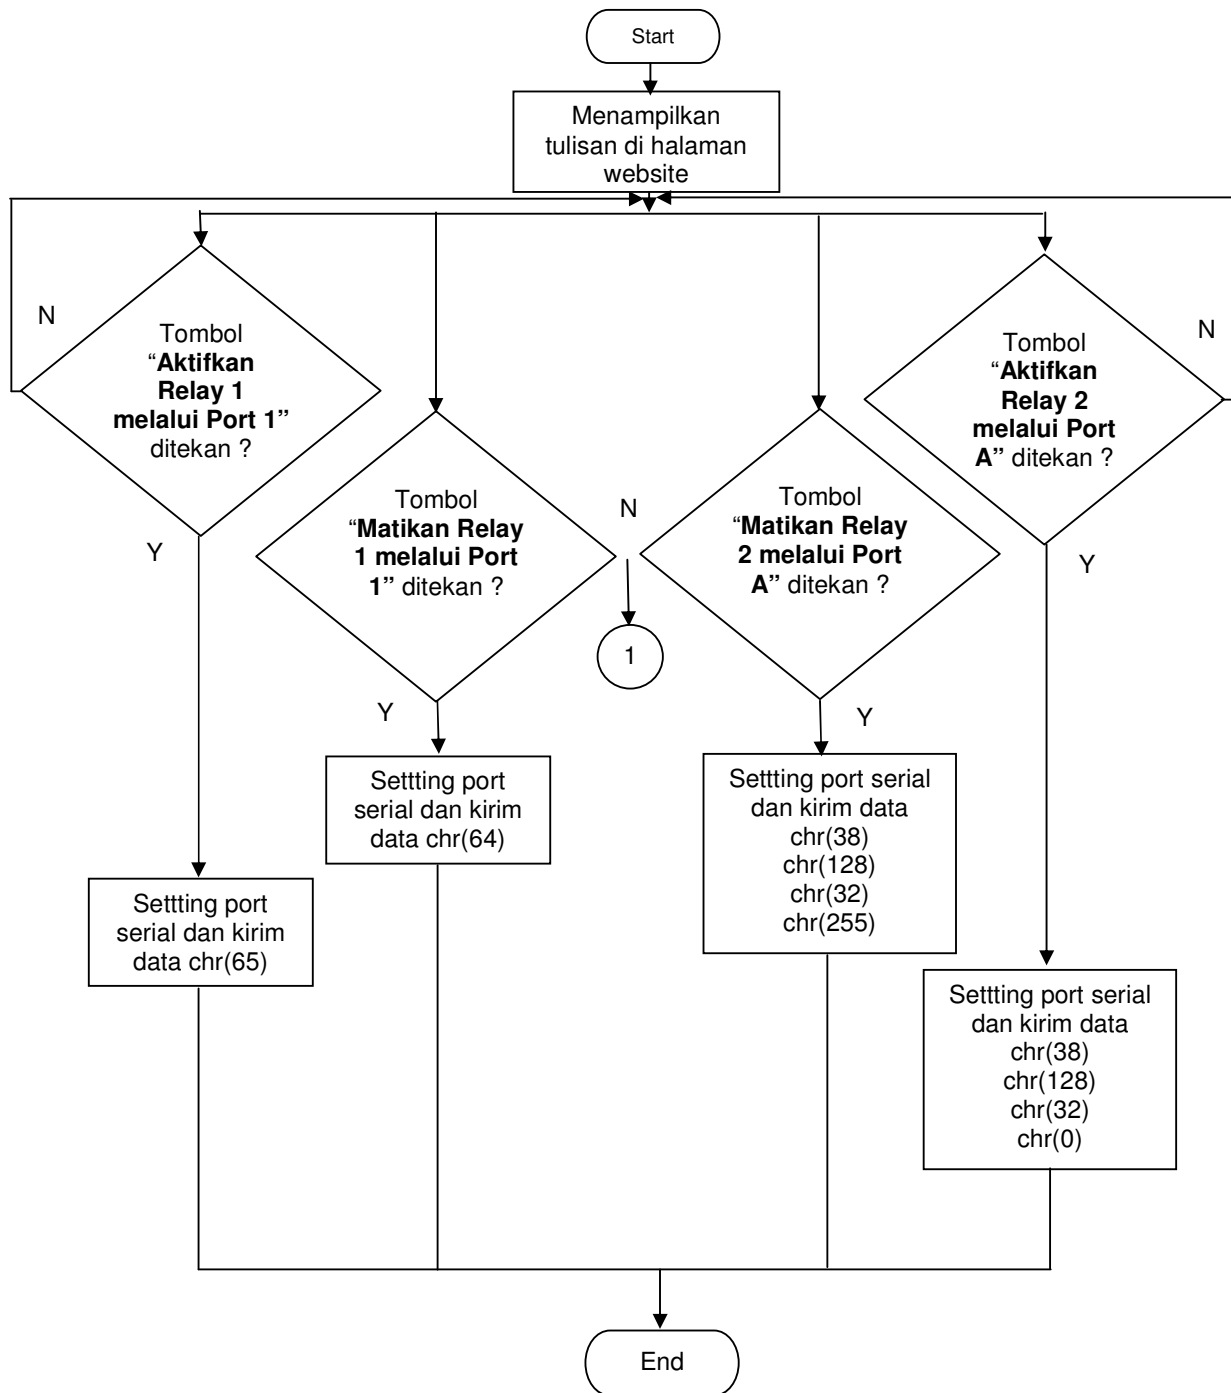 Start
Menampilkan
tulisan di halaman
website
N
Tombol
“Aktifkan
Relay 1
melalui Port 1”
ditekan ?
Y
Tombol
“Matikan Relay
1 melalui Port
1” ditekan ?
Y
N
1
Tombol
“Matikan Relay
2 melalui Port
A” ditekan ?
Y
Tombol
“Aktifkan
Relay 2
melalui Port
A” ditekan ?
N
Y
Settting port
serial dan kirim
data chr(65)
Settting port
serial dan kirim
data chr(64)
Settting port serial
dan kirim data
chr(38)
chr(128)
chr(32)
chr(255)
Settting port serial
dan kirim data
chr(38)
chr(128)
chr(32)
chr(0)
End